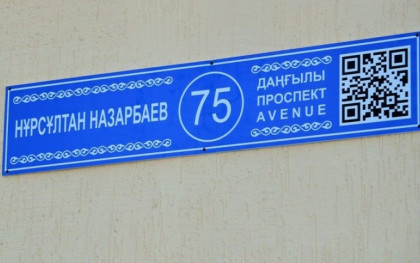 НҰРСҰЛТАН НАЗАРБАЕВ
75
ДАҢҒЫЛЫ
ПРОСПЕКТ
AVENUE